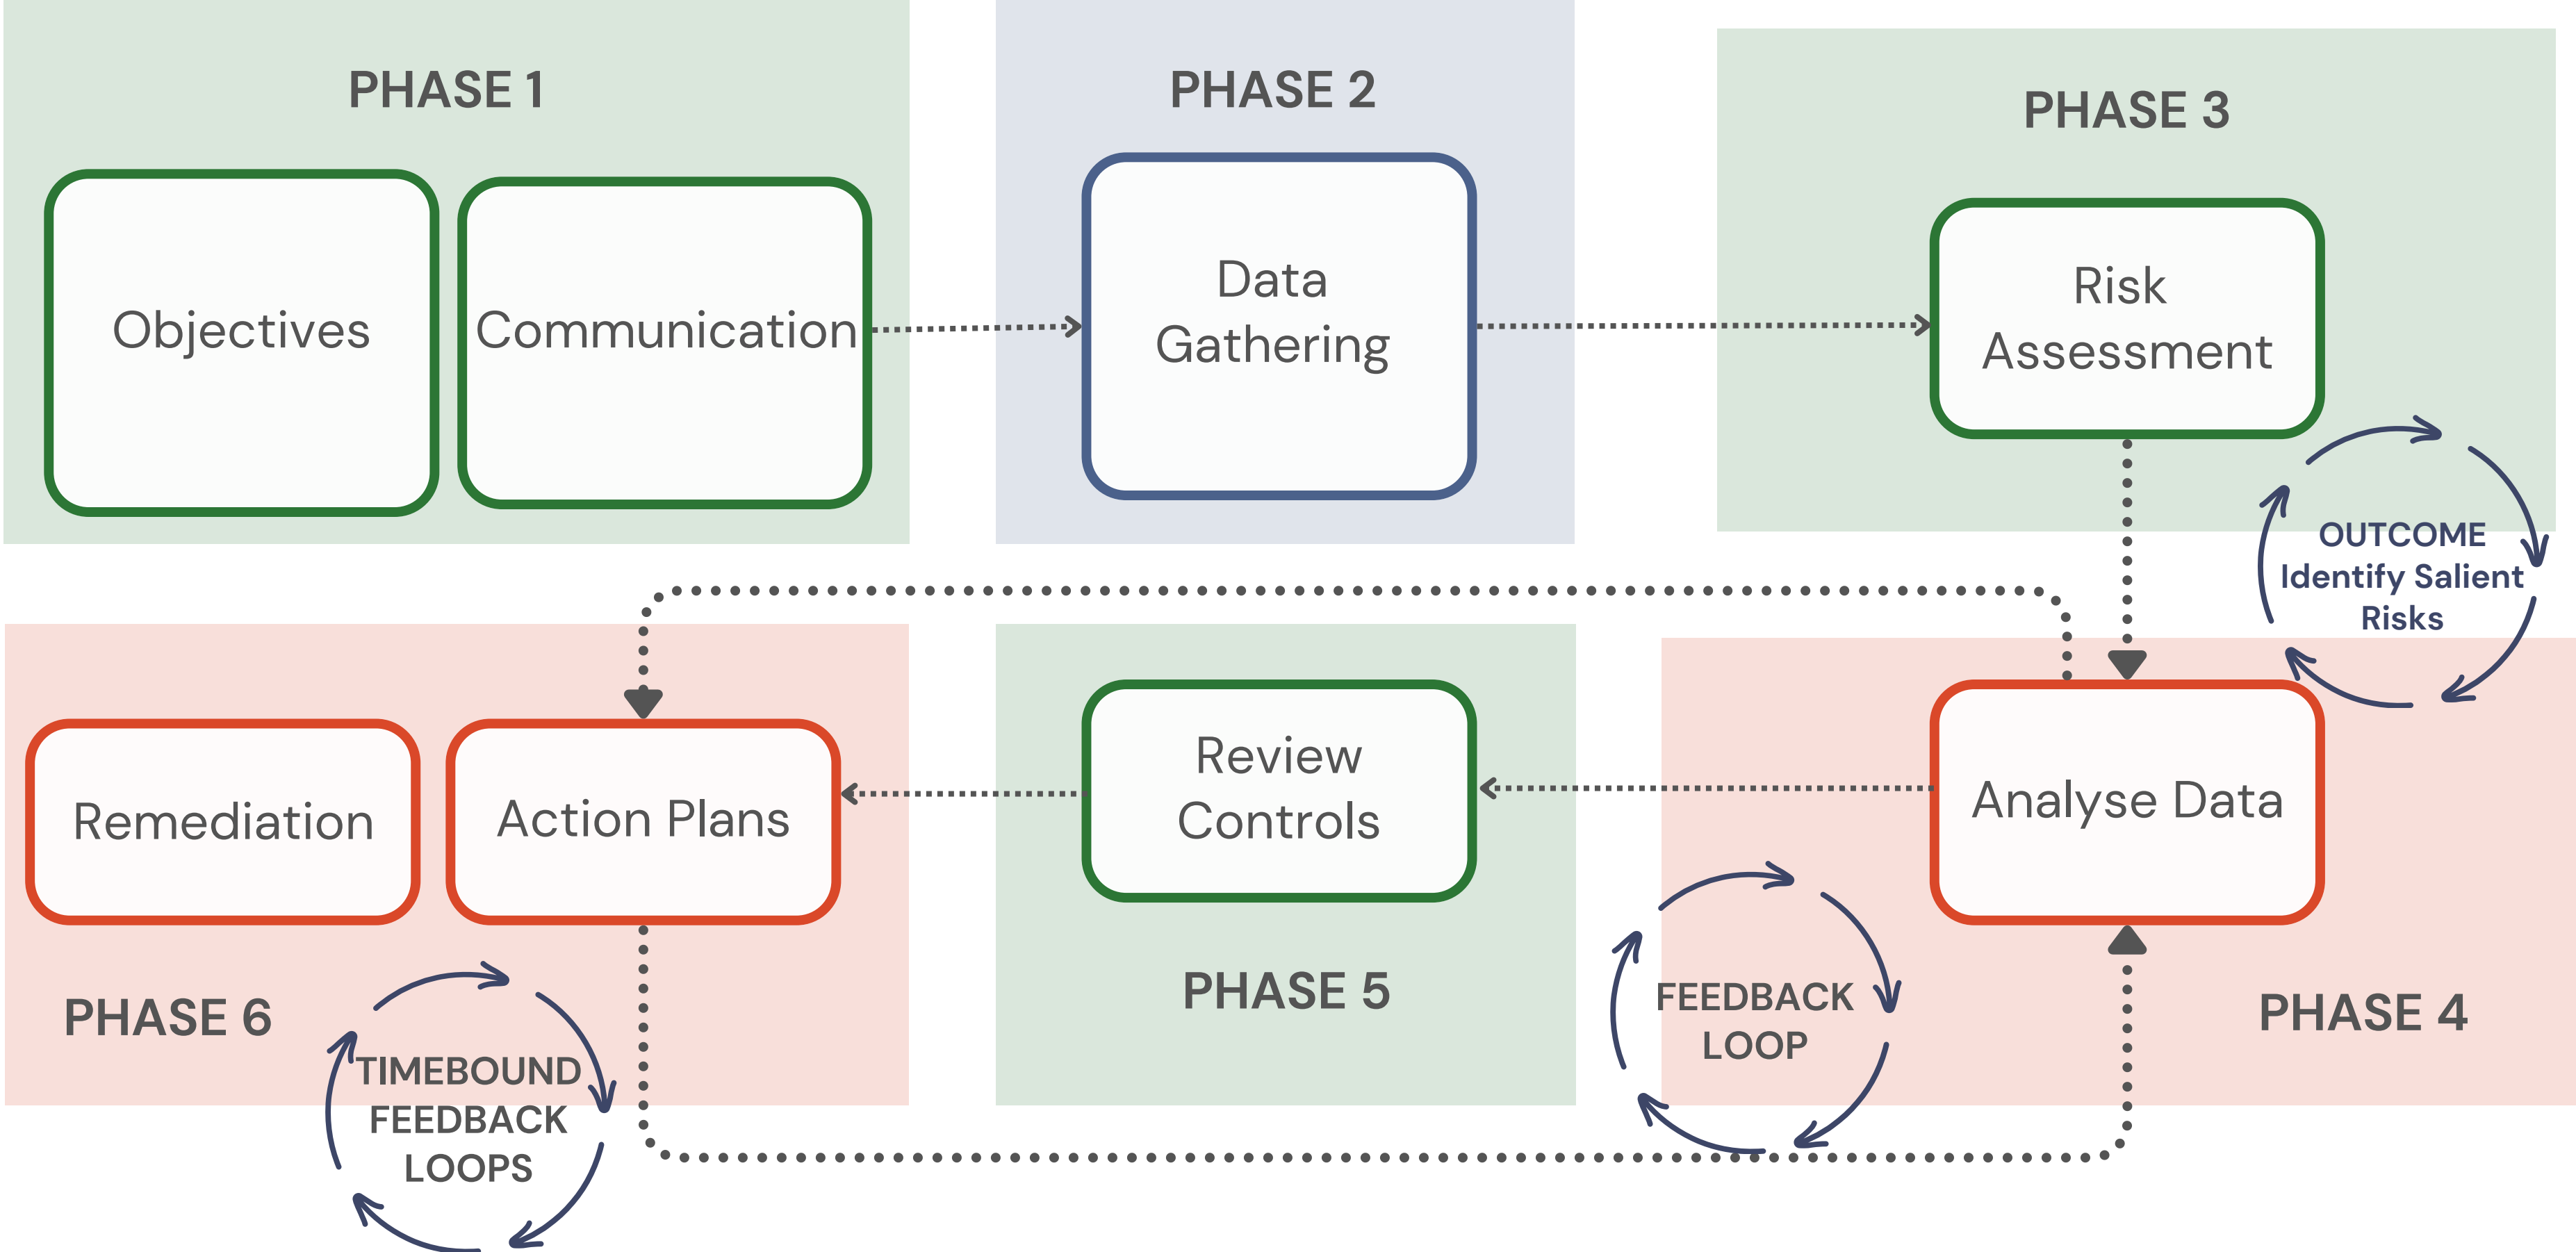 PHASE 1
Objectives
Communication
PHASE 2
Data
Gathering
PHASE 3
Risk
Assessment
OUTCOME
Identify Salient
Risks
Analyse Data
PHASE 4
FEEDBACK
LOOP
Review
Controls
PHASE 5
Action Plans
Remediation
PHASE 6
TIMEBOUND
FEEDBACK
LOOPS